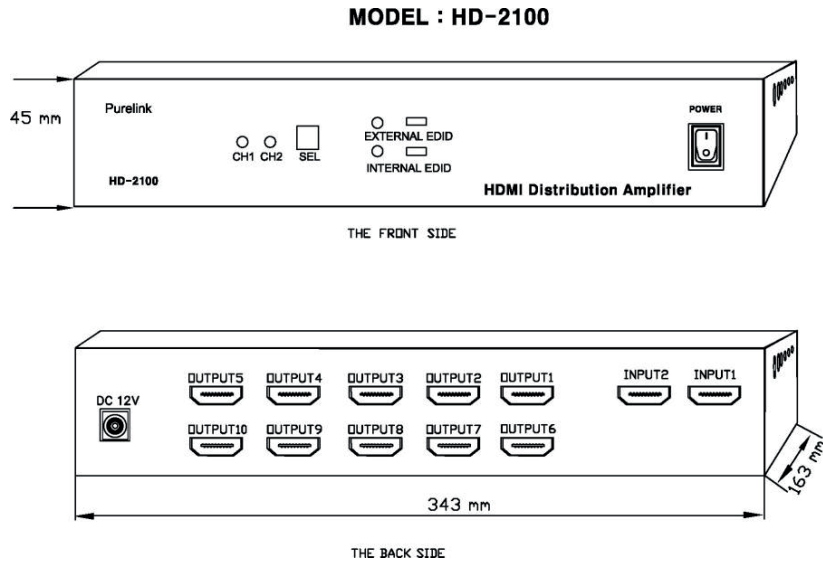 MODEL : HD-2100
45 mm
Purelink
CH1 CH2 SEL
EXTERNAL EDID
INTERNAL EDID
POWER
HD-2100
HDMI Distribution Amplifier
THE FRONT SIDE
DC 12V
OUTPUT5 OUTPUT4 OUTPUT3 OUTPUT2 OUTPUT1 INPUT2 INPUT1
OUTPUT10 OUTPUT9 OUTPUT8 OUTPUT7 OUTPUT6
163 mm
343 mm
THE BACK SIDE